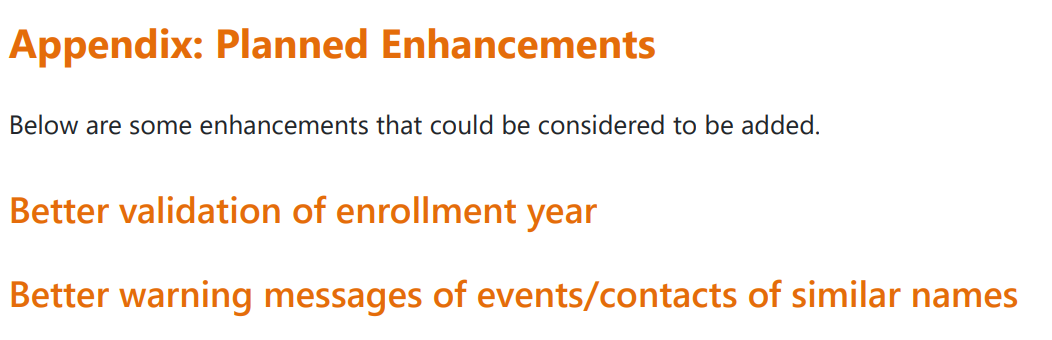 Appendix: Planned Enhancements
Below are some enhancements that could be considered to be added.
Better validation of enrollment year
Better warning messages of events/contacts of similar names